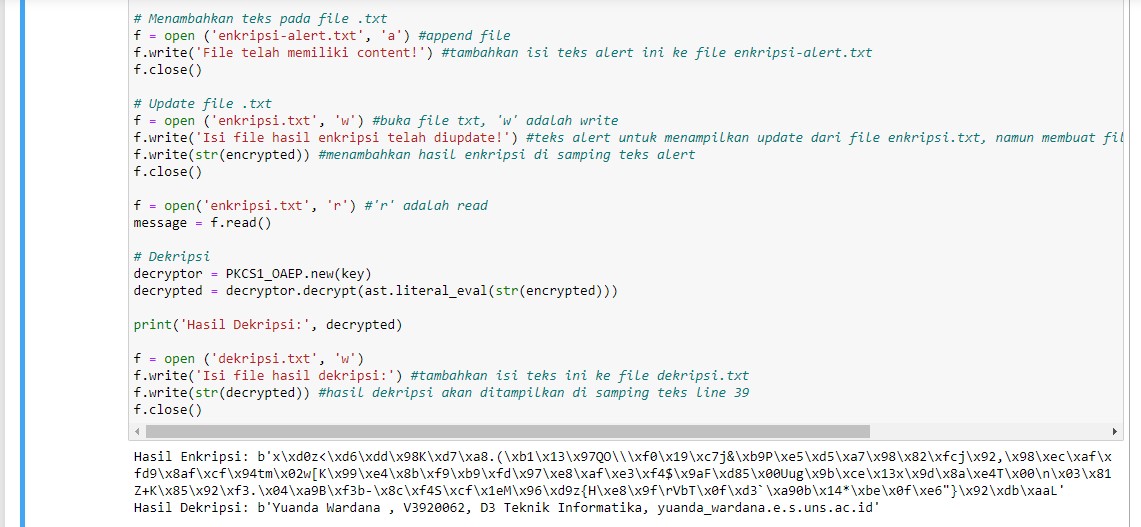 # Menambahkan teks pada file .txt
f = open ('enkripsi-alert.txt', 'a') #append file
f.write('File telah memiliki content!') #tambahkan isi teks alert ini ke file enkripsi-alert.txt
f.close()
# Update file .txt
f = open ('enkripsi.txt', 'w') #buka file txt, 'w' adalah write
f.write('Isi file hasil enkripsi telah diupdate!') #teks alert untuk menampilkan update dari file enkripsi.txt, namun membuat fil
f.write(str(encrypted)) #menambahkan hasil enkripsi di samping teks alert
f.close()
f = open('enkripsi.txt', 'r') #'r' adalah read
message = f.read()
# Dekripsi
decryptor = PKCS1_OAEP.new(key)
decrypted = decryptor.decrypt(ast.literal_eval(str(encrypted)))
print('Hasil Dekripsi:', decrypted)
f = open ('dekripsi.txt', 'w')
f.write('Isi file hasil dekripsi:') #tambahkan isi teks ini ke file dekripsi.txt
f.write(str(decrypted)) #hasil dekripsi akan ditampilkan di samping teks line 39
f.close()
Hasil Enkripsi: b'x\xd0z<\xd6\xdd\x98K\xd7\xa8.(\xb1\x13\x97QO\\\xf0\x19\xc7j&\xb9P\xe5\xd5\xa7\x98\x82\xfcj\x92,\x98\xec\xaf\x
fd9\x8af\xcf\x94tm\x02w[K\x99\xe4\x8b\xf9\xb9\xfd\x97\xe8\xaf\xe3\xf4$\x9aF\xd85\x00Uug\x9b\xce\x13x\x9d\x8a\xe4T\x00\n\x03\x81
Z+K\x85\x92\xf3.\x04\xa9B\xf3b-\x8c\xf4S\xcf\x1eM\x96\xd9z{H\xe8\x9f\rVbT\x0f\xd3`\xa90b\x14*\xbe\x0f\xe6"}\x92\xdb\xaaL'
Hasil Dekripsi: b'Yuanda Wardana , V3920062, D3 Teknik Informatika, yuanda_wardana.e.s.uns.ac.id'